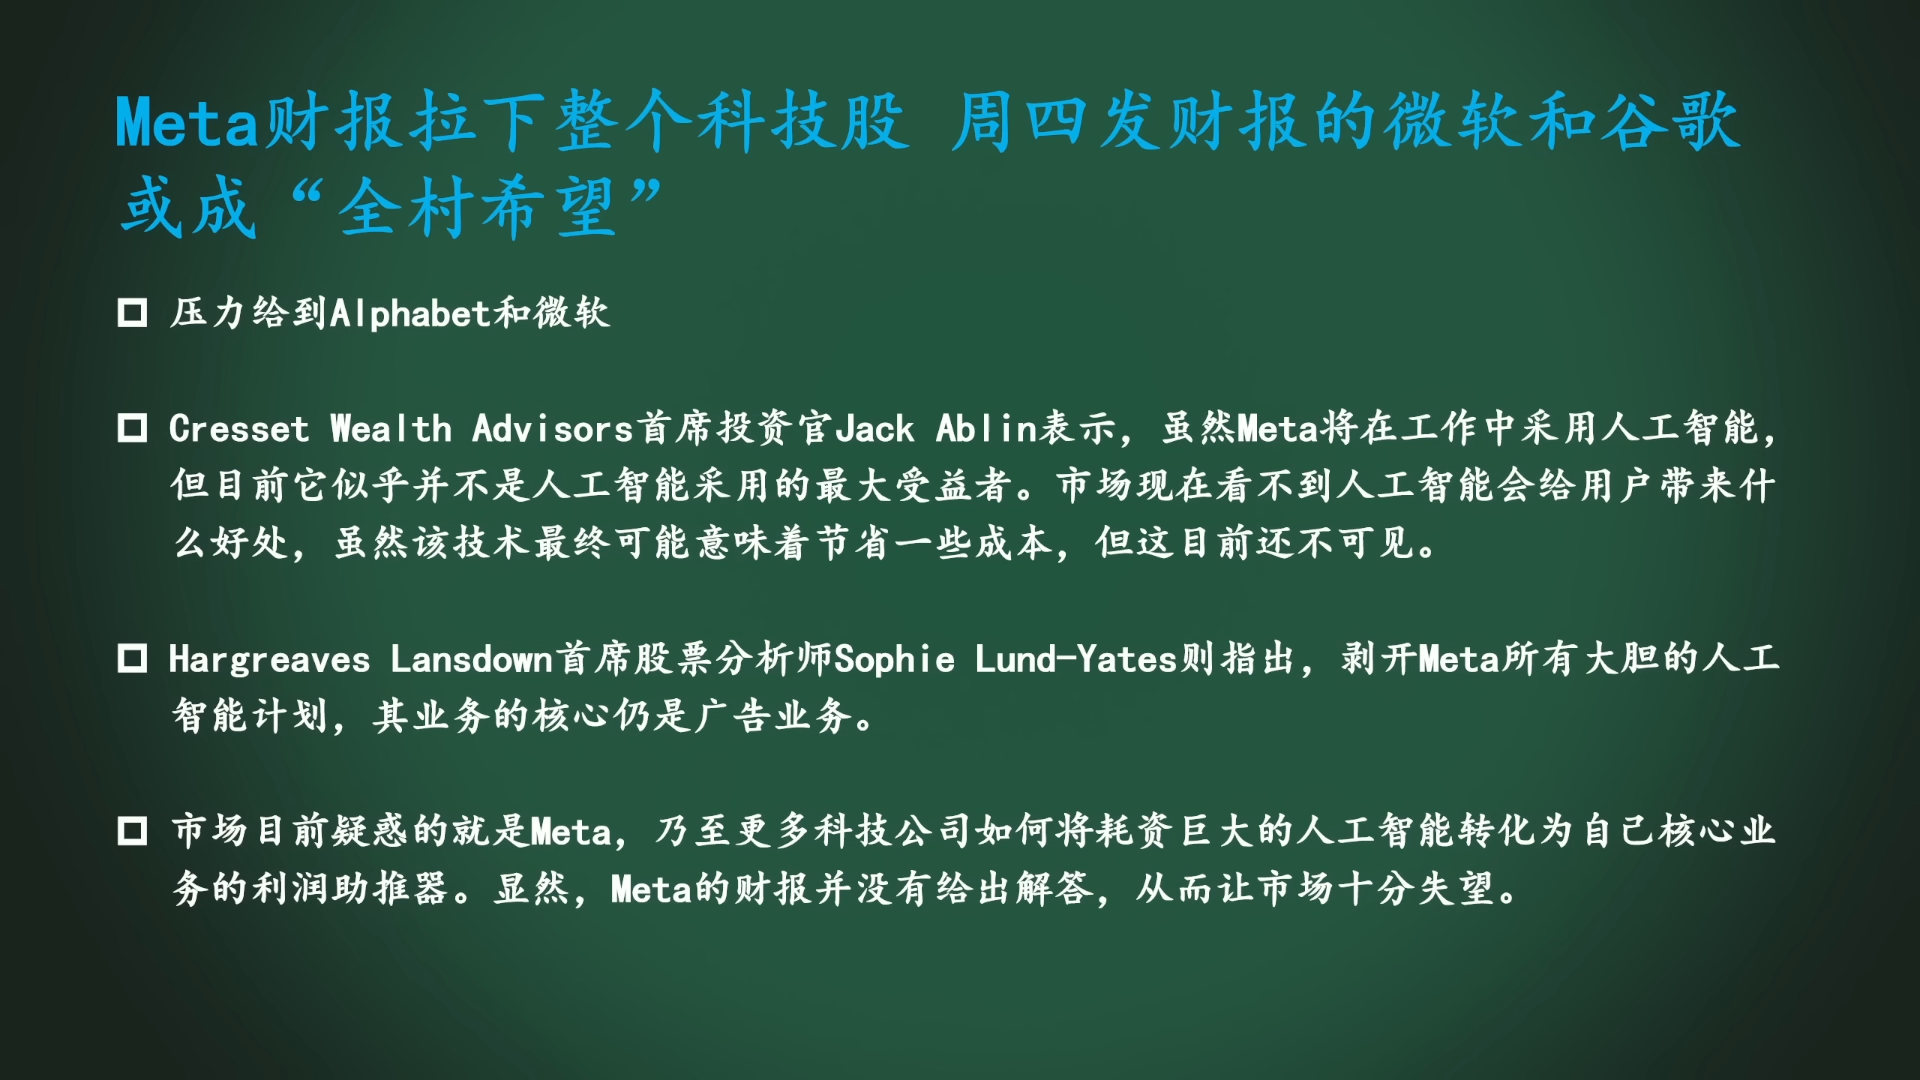 Meta财报拉下整个科技股 周四发财报的微软和谷歌
或成“全村希望”
压力给到Alphabet和微软
Cresset Wealth Advisors首席投资官Jack Ablin表示，虽然Meta将在工作中采用人工智能，
但目前它似乎并不是人工智能采用的最大受益者。市场现在看不到人工智能会给用户带来什
么好处，虽然该技术最终可能意味着节省一些成本，但这目前还不可见。
Hargreaves Lansdown首席股票分析师Sophie Lund-Yates则指出，剥开Meta所有大胆的人工
智能计划，其业务的核心仍是广告业务。
市场目前疑惑的就是Meta，乃至更多科技公司如何将耗资巨大的人工智能转化为自己核心业
务的利润助推器。显然，Meta的财报并没有给出解答，从而让市场十分失望。